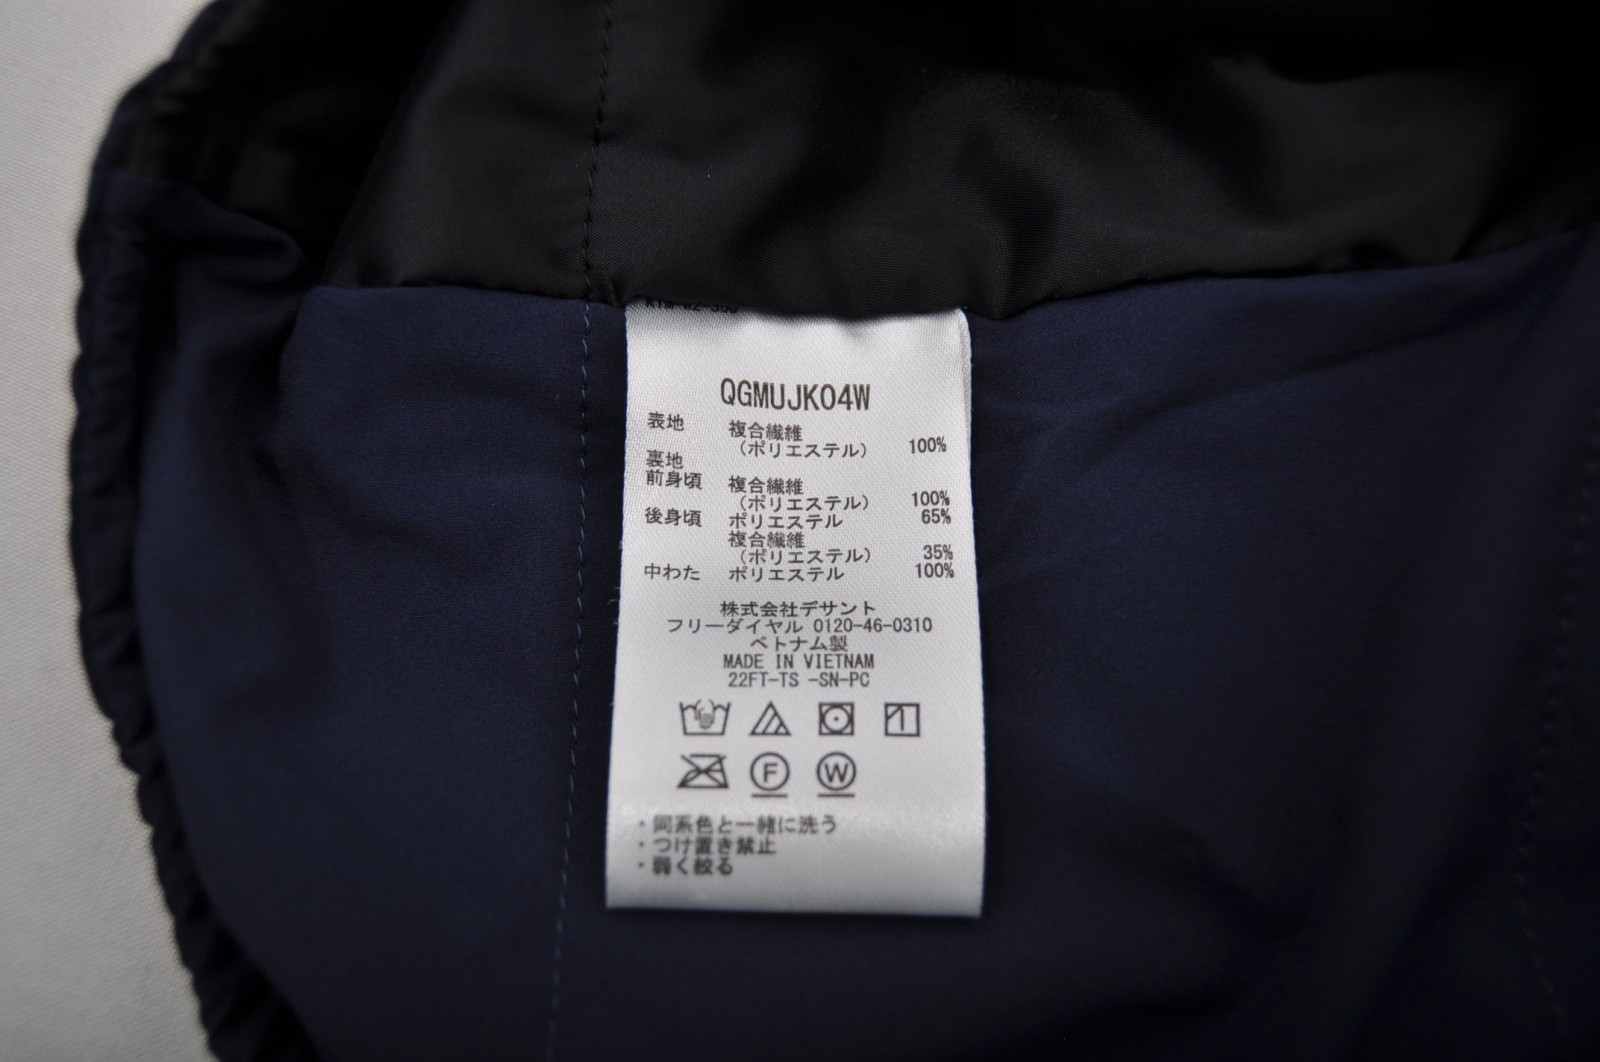 QGMUJK04W
表地 複合繊維
(ポリエステル) 100%
裏地
前身頃 複合繊維
(ポリエステル) 100%
後身頃 ポリエステル 65%
複合繊維
(ポリエステル) 35%
中わた ポリエステル 100%
株式会社デサント
フリーダイヤル 0120-46-0310
ベトナム製
MADE IN VIETNAM
22FT-TS -SN-PC
F W
・同系色と一緒に洗う
・つけ置き禁止
・弱く絞る